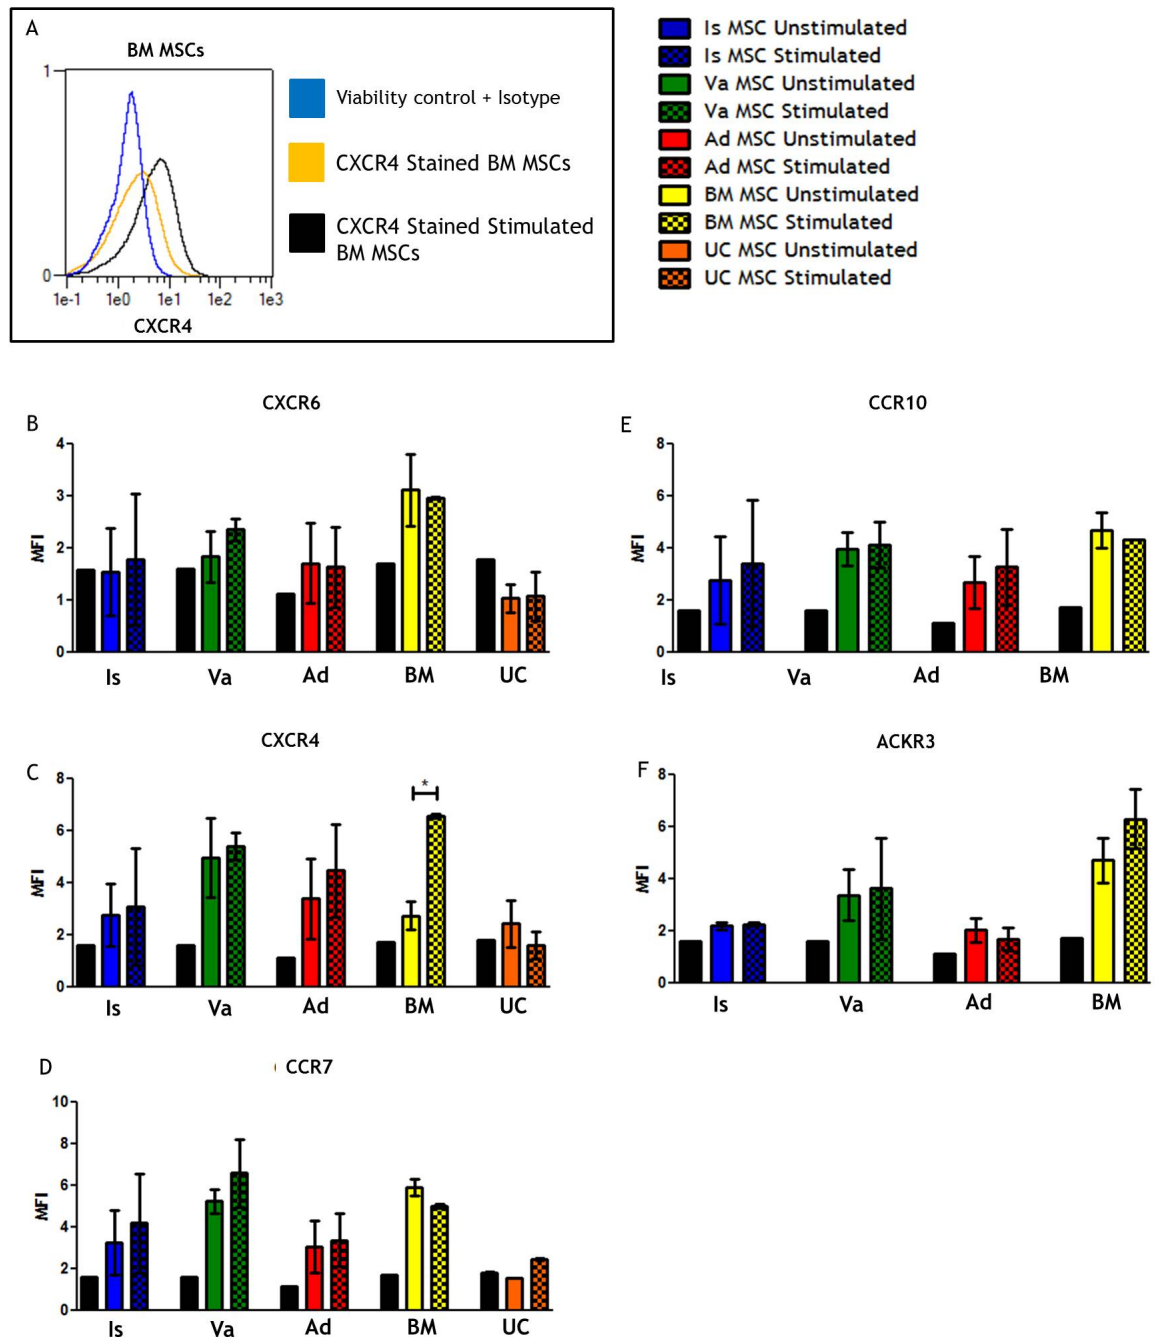 A
BM MSCs
1
0
1e-1 1e0 1e1 1e2 1e3
CXCR4
Viability control + Isotype
CXCR4 Stained BM MSCs
CXCR4 Stained Stimulated
BM MSCs
Is MSC Unstimulated
Is MSC Stimulated
Va MSC Unstimulated
Va MSC Stimulated
Ad MSC Unstimulated
Ad MSC Stimulated
BM MSC Unstimulated
BM MSC Stimulated
UC MSC Unstimulated
UC MSC Stimulated
B
CXCR6
MFI
4
3
2
1
0
Is Va Ad BM UC
E
CCR10
MFI
8
6
4
2
0
Is Va Ad BM
C
CXCR4
MFI
8
6
4
2
0
*
Is Va Ad BM UC
F
ACKR3
MFI
8
6
4
2
0
Is Va Ad BM
D
CCR7
MFI
10
8
6
4
2
0
Is Va Ad BM UC